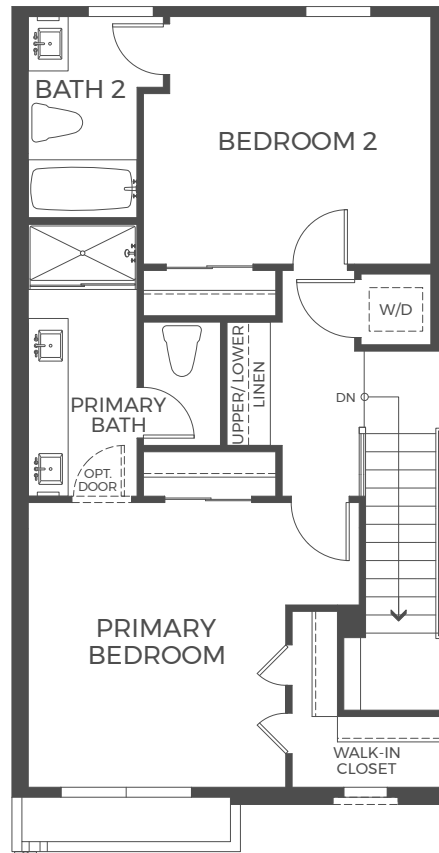 BATH 2
BEDROOM 2
W/D
UPPER/ LOWER
LINEN
DN
PRIMARY
BATH
OPT.
DOOR
PRIMARY
BEDROOM
WALK-IN
CLOSET